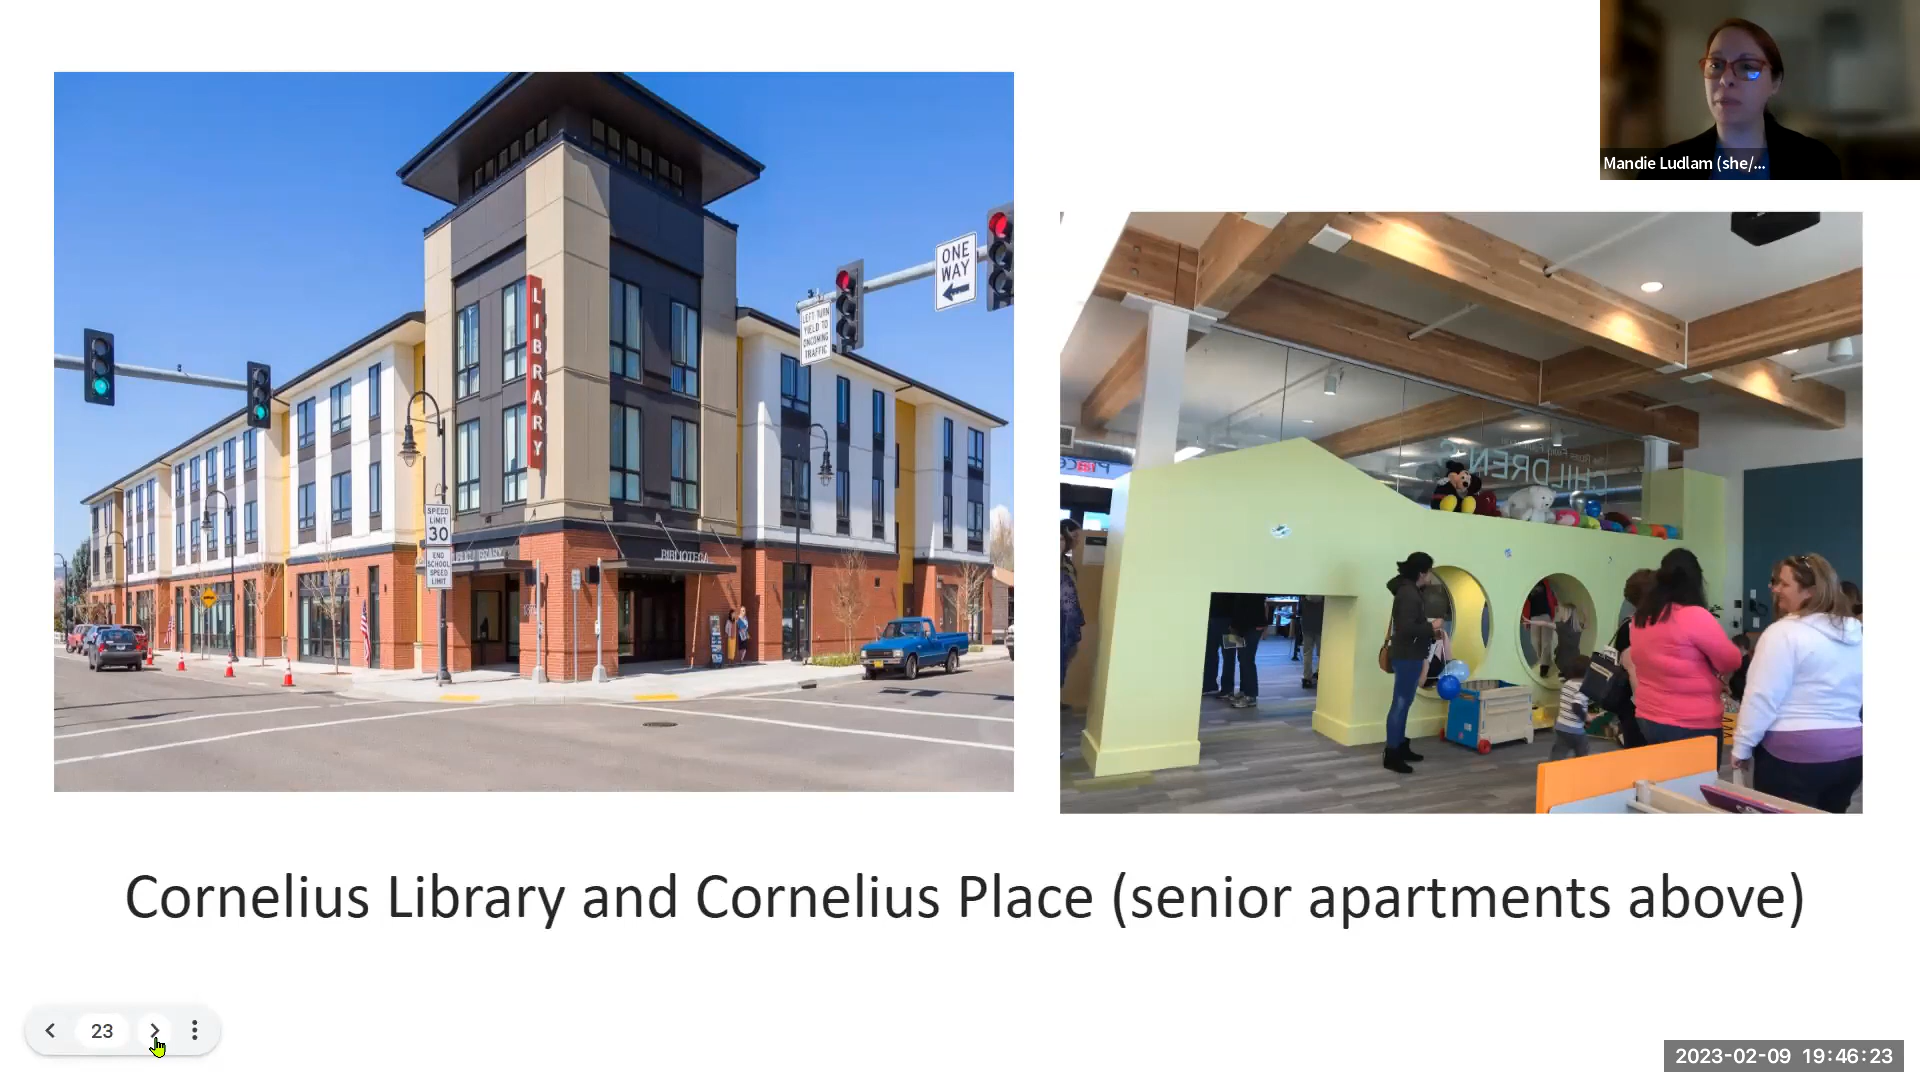 Mandie Ludlam (she/...
LIBRARY
ONE
WAY
LEFT TURN
YIELD TO
ONCOMING
TRAFFIC
SPEED
LIMIT
30
END
SCHOOL
SPEED
LIMIT
BIBLIOTECA
CHILDREN'S
Cornelius Library and Cornelius Place (senior apartments above)
23
2023-02-09 19:46:23